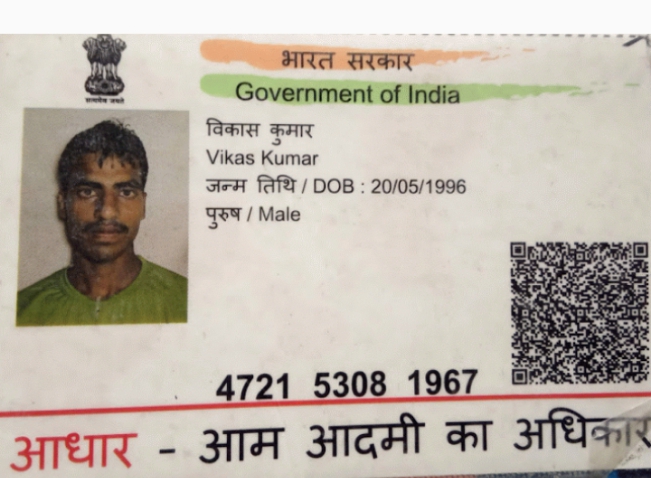 भारत सरकार
Government of India
सत्यमेव जयते
विकास कुमार
Vikas Kumar
जन्म तिथि / DOB : 20/05/1996
पुरुष / Male
4721 5308 1967
आधार - आम आदमी का अधिकार